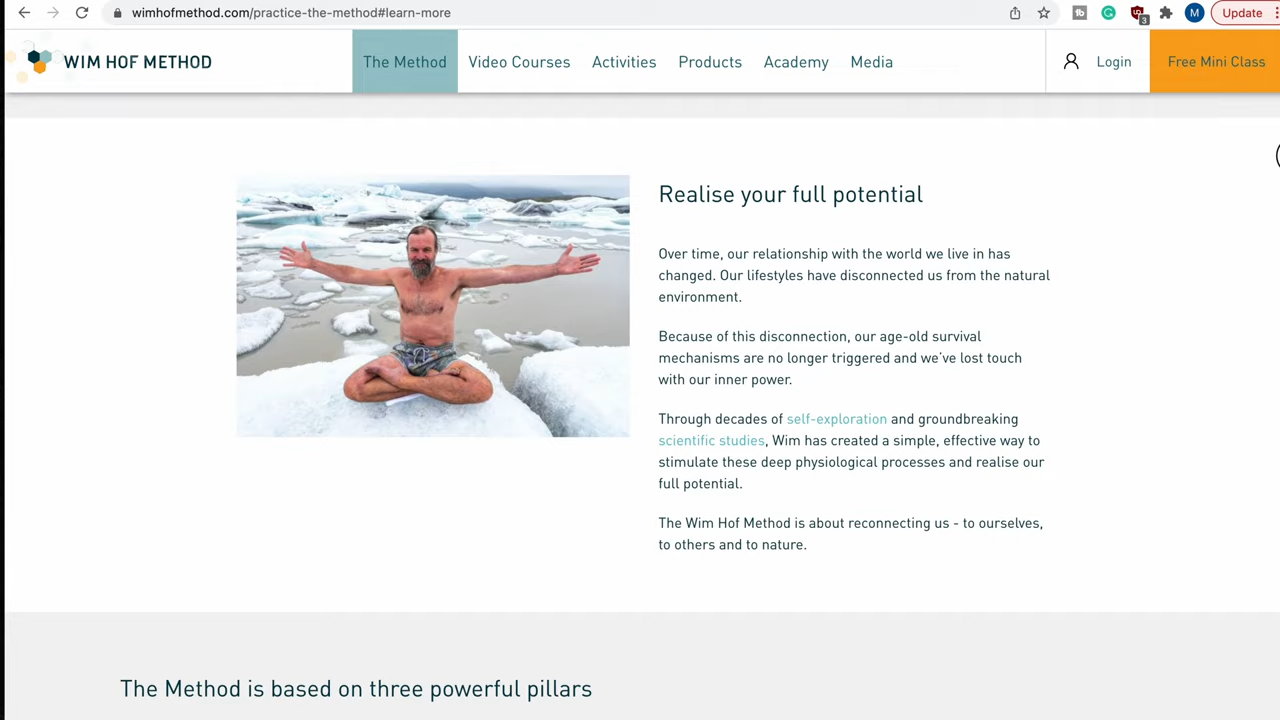 wimhofmethod.com/practice-the-method#learn-more
3
M
Update
WIM HOF METHOD
The Method
Video Courses
Activities
Products
Academy
Media
Login
Free Mini Class
Realise your full potential
Over time, our relationship with the world we live in has
changed. Our lifestyles have disconnected us from the natural
environment.
Because of this disconnection, our age-old survival
mechanisms are no longer triggered and we've lost touch
with our inner power.
Through decades of self-exploration and groundbreaking
scientific studies, Wim has created a simple, effective way to
stimulate these deep physiological processes and realise our
full potential.
The Wim Hof Method is about reconnecting us - to ourselves,
to others and to nature.
The Method is based on three powerful pillars